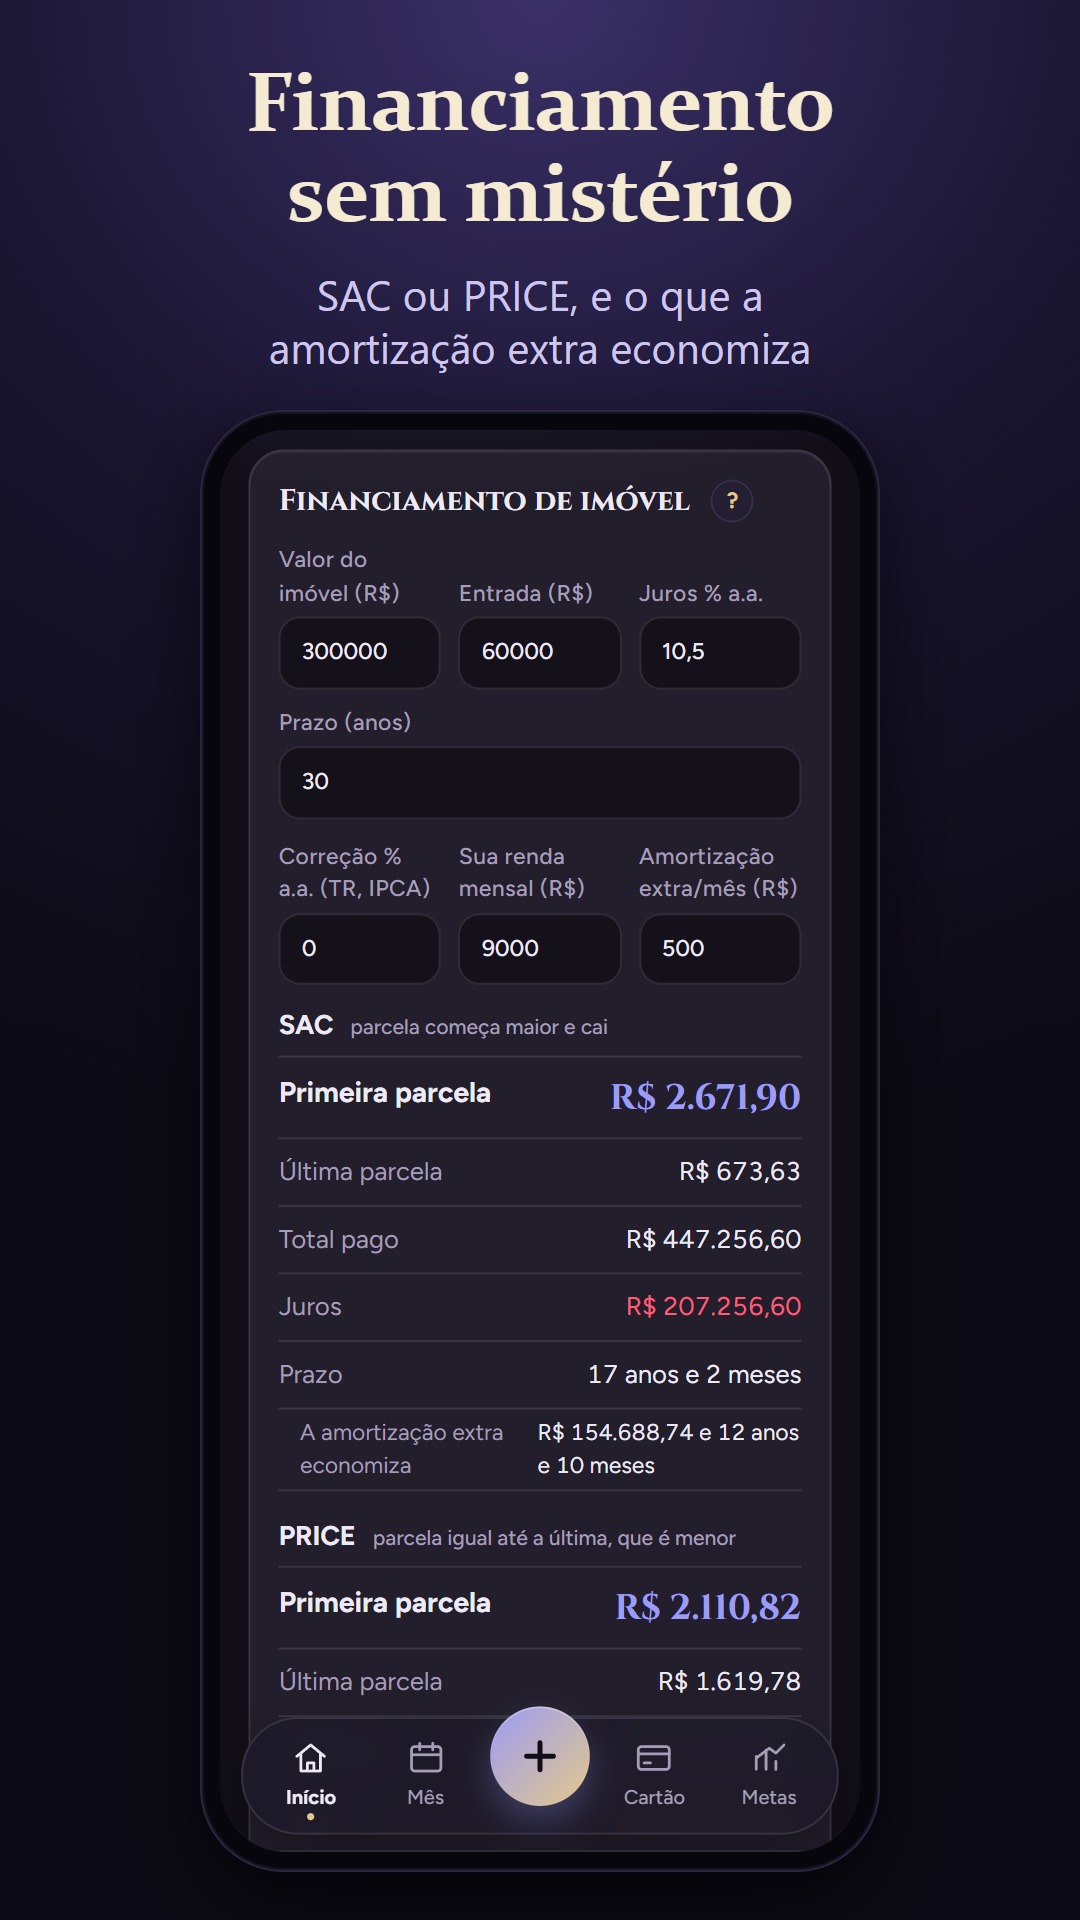 Financiamento
sem mistério
SAC ou PRICE, e o que a
amortização extra economiza
Financiamento de imóvel ?
Valor do
imóvel (R$) Entrada (R$) Juros % a.a.
300000 60000 10,5
Prazo (anos)
30
Correção % Sua renda Amortização
a.a. (TR, IPCA) mensal (R$) extra/mês (R$)
0 9000 500
SAC parcela começa maior e cai
Primeira parcela R$ 2.671,90
Última parcela R$ 673,63
Total pago R$ 447.256,60
Juros R$ 207.256,60
Prazo 17 anos e 2 meses
A amortização extra R$ 154.688,74 e 12 anos
economiza e 10 meses
PRICE parcela igual até a última, que é menor
Primeira parcela R$ 2.110,82
Última parcela R$ 1.619,78
+
Início Mês Cartão Metas